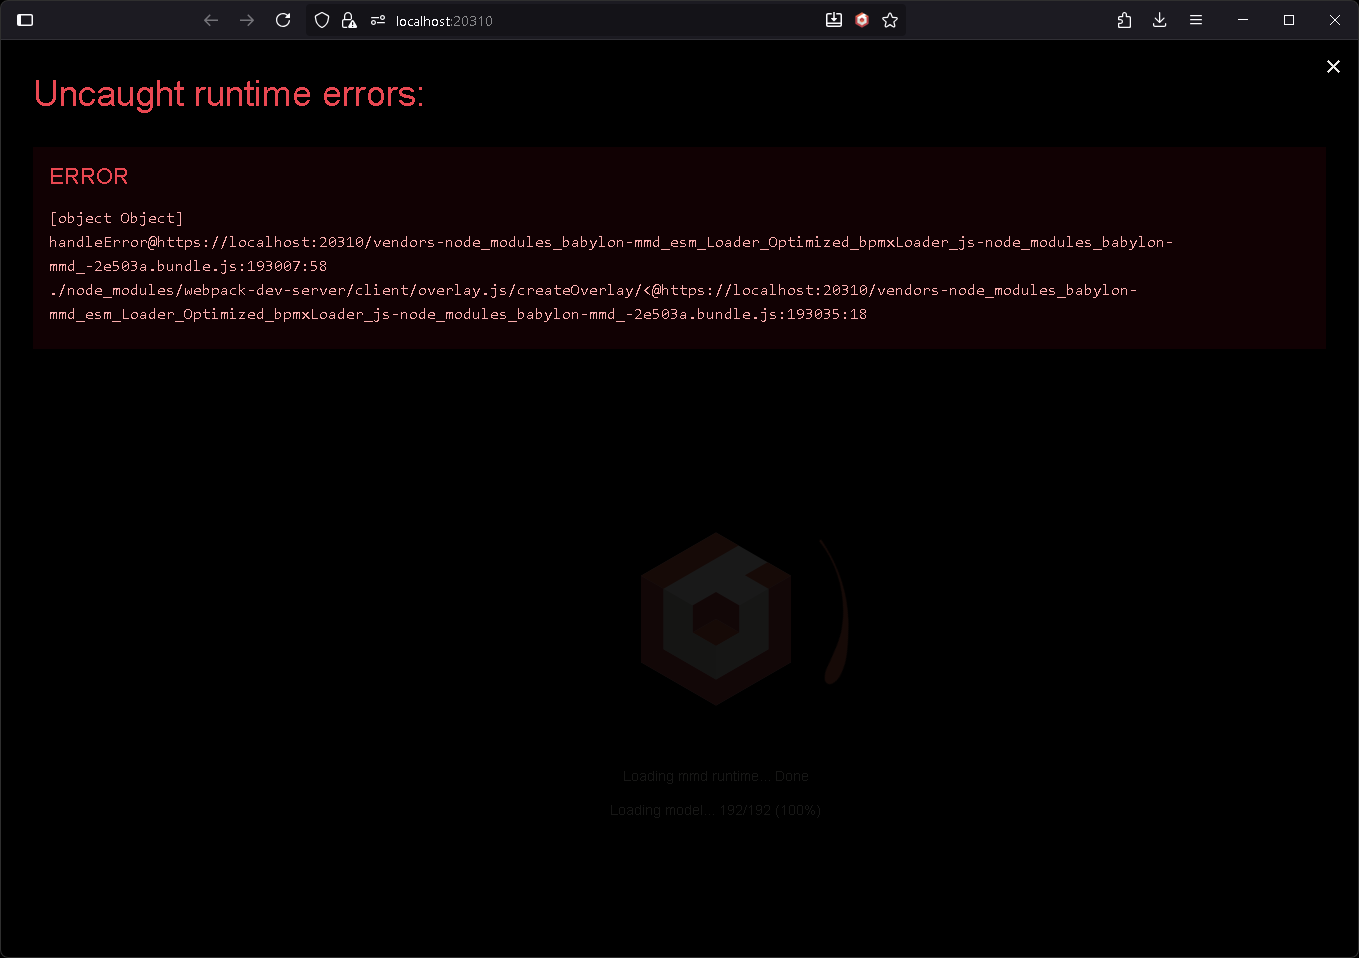 localhost:20310
Uncaught runtime errors:
ERROR
[object Object]
handleError@https://localhost:20310/vendors-node_modules_babylon-mmd_esm_Loader_Optimized_bpmxLoader_js-node_modules_babylon-
mmd_-2e503a.bundle.js:193007:58
./node_modules/webpack-dev-server/client/overlay.js/createOverlay/<@https://localhost:20310/vendors-node_modules_babylon-
mmd_esm_Loader_Optimized_bpmxLoader_js-node_modules_babylon-mmd_-2e503a.bundle.js:193035:18
Loading mmd runtime... Done
Loading model... 192/192 (100%)